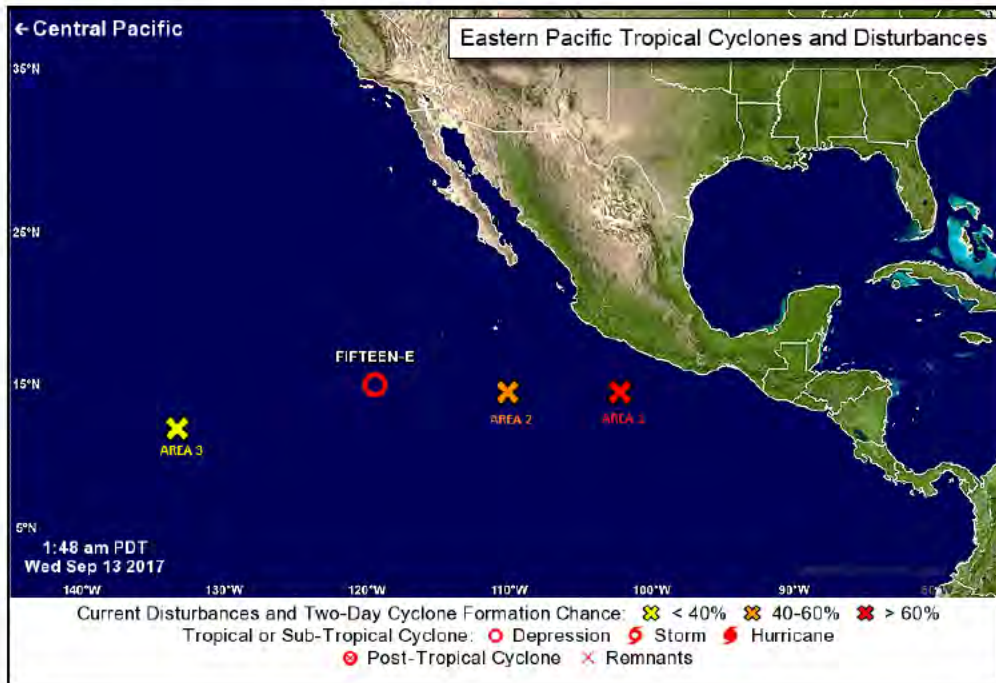 ←Central Pacific
Eastern Pacific Tropical Cyclones and Disturbances
35°N
25°N
FIFTEEN-E
15°N
AREA 2
AREA 1
AREA 3
5°N
1:48 am PDT
Wed Sep 13 2017
140°W 130°W 120°W 110°W 100°W 90°W 80°W
Current Disturbances and Two-Day Cyclone Formation Chance: < 40% 40-60% > 60%
Tropical or Sub-Tropical Cyclone: Depression Storm Hurricane
Post-Tropical Cyclone Remnants